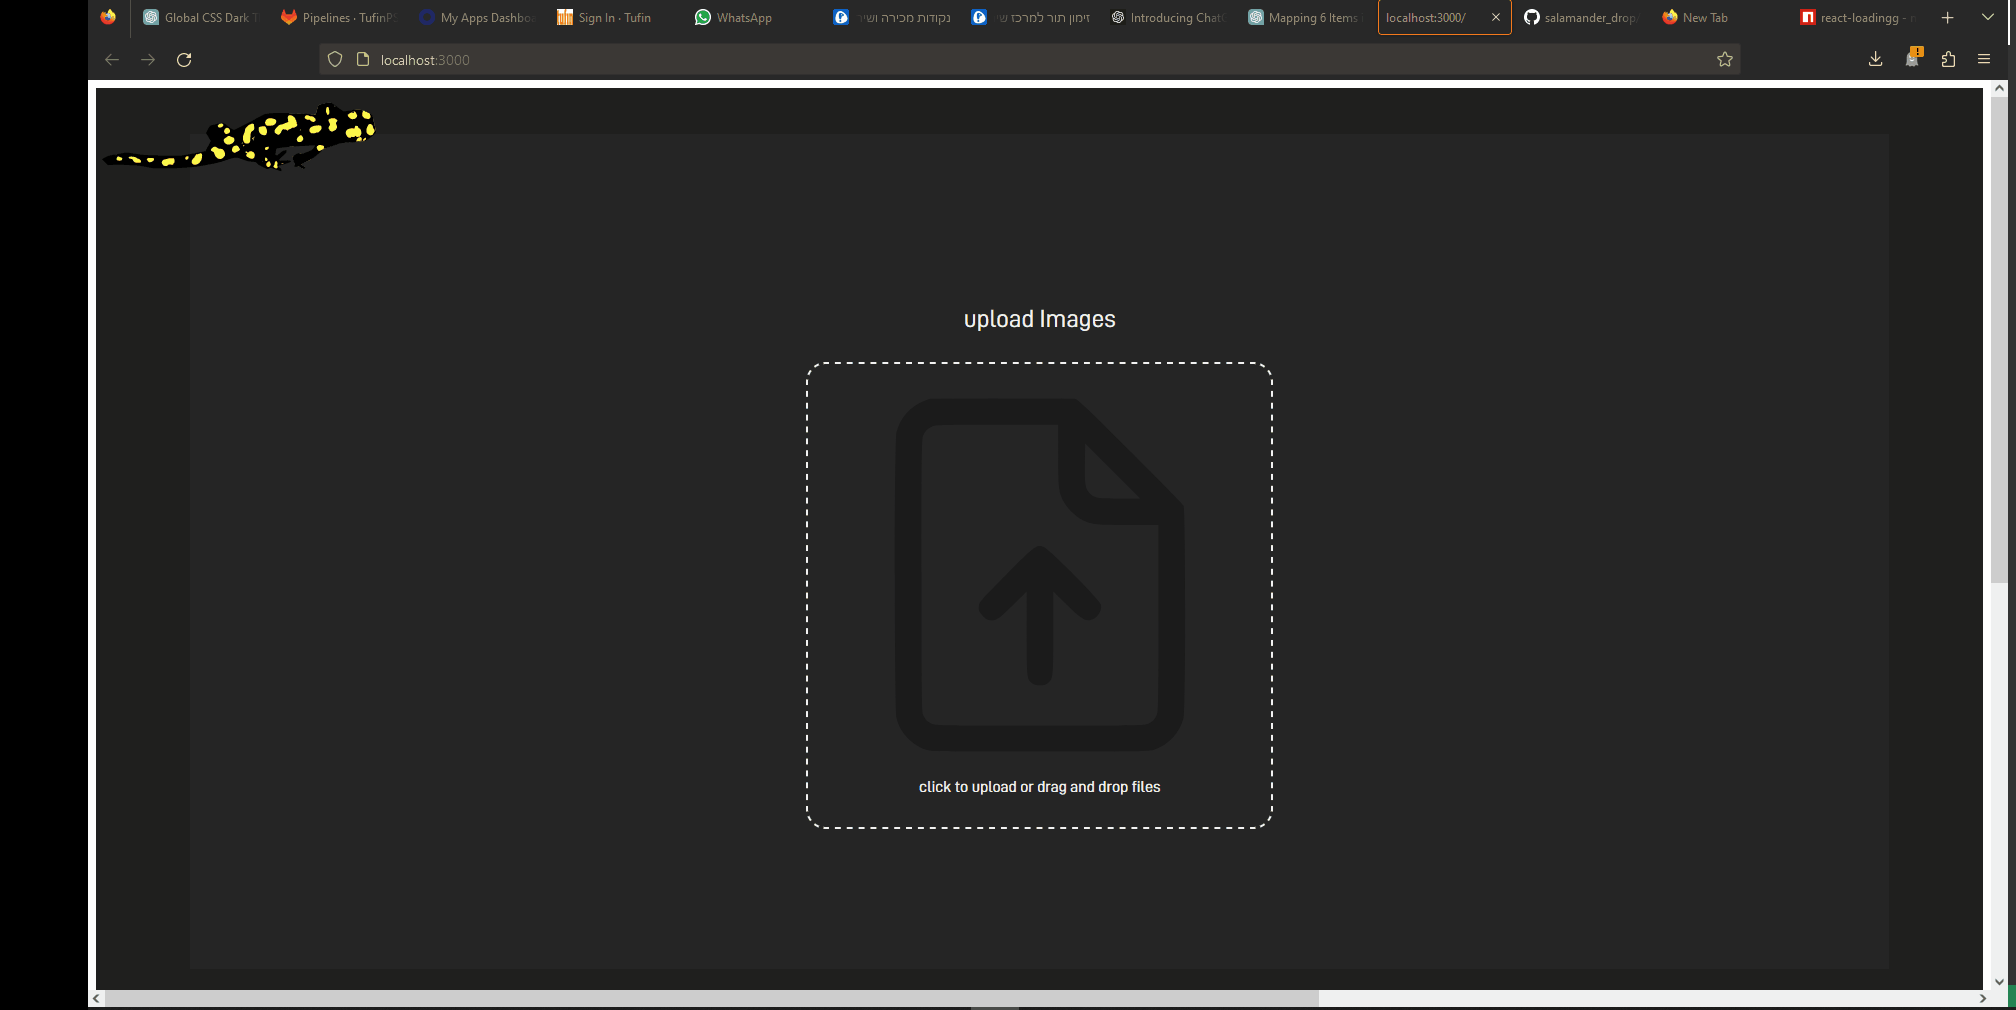 Global CSS Dark T
Pipelines · TufinPS
My Apps Dashbo
Sign In · Tufin
WhatsApp
נקודות מכירה ושיר
זימון תור למרכז שי
Introducing Chat
Mapping 6 Items
localhost:3000/
salamander_drop
New Tab
react-loadingg -
localhost:3000
upload Images
click to upload or drag and drop files